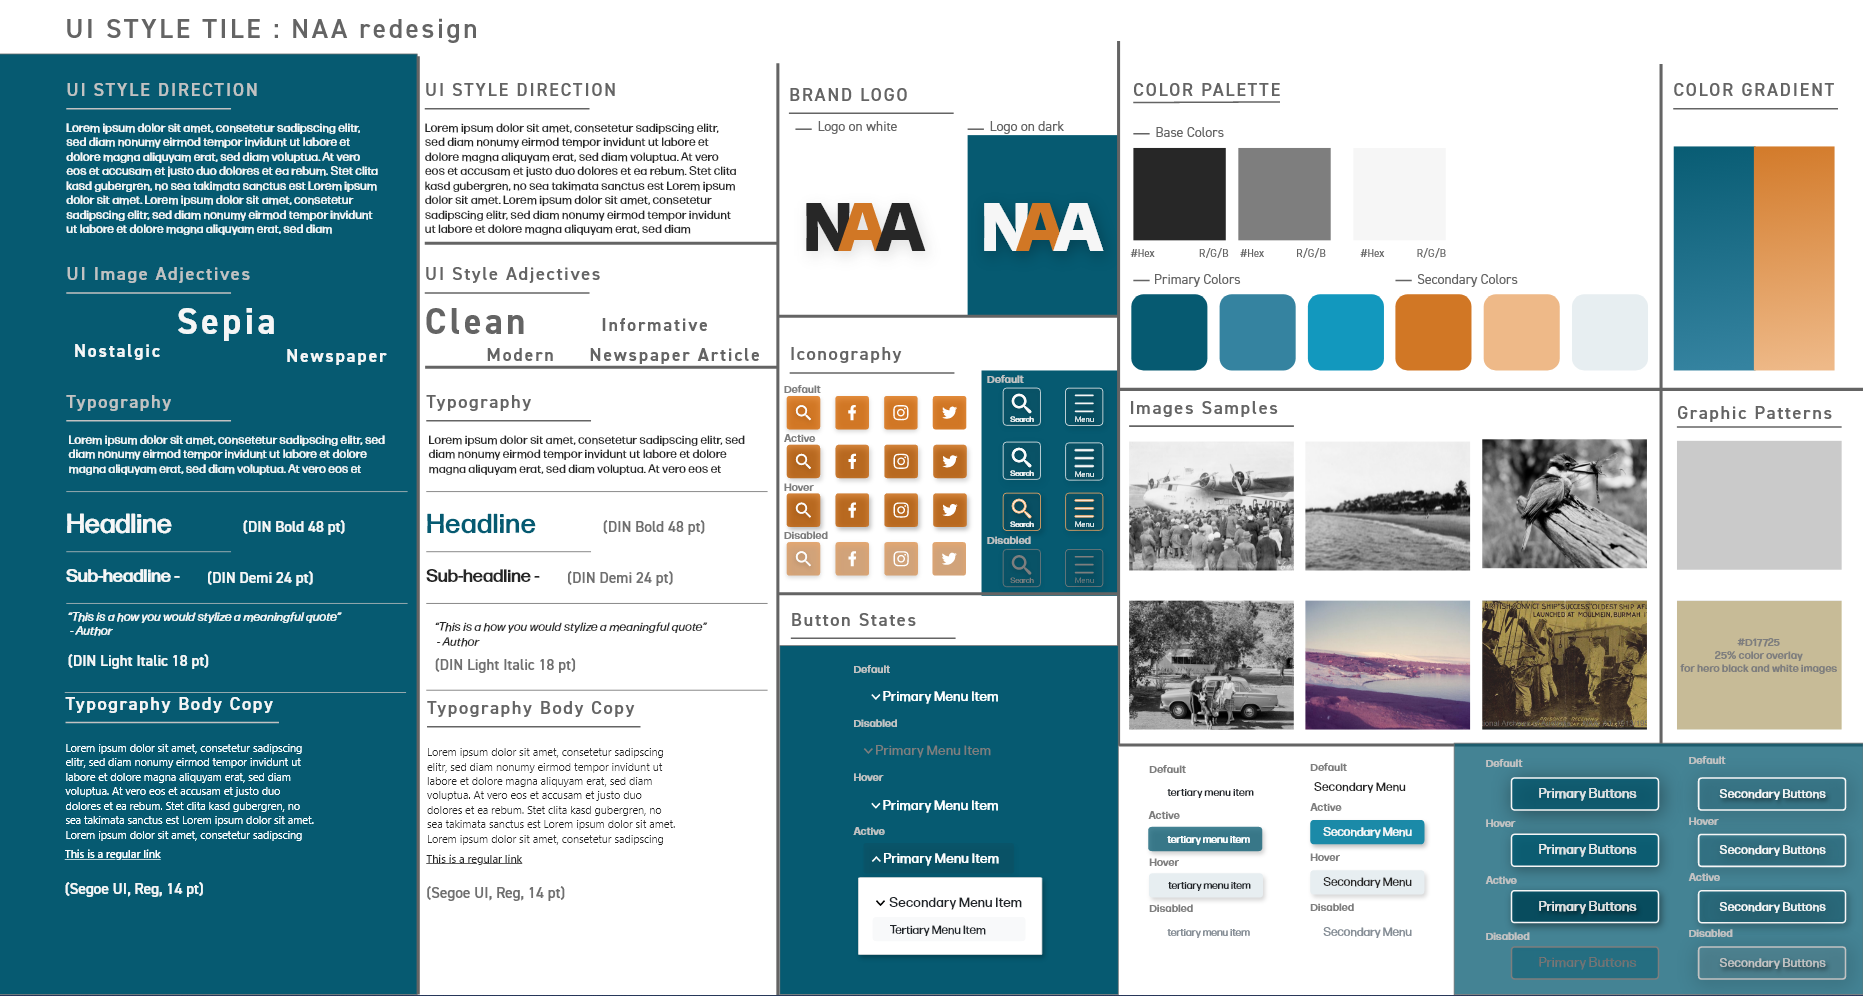 UI STYLE TILE : NAA redesign
UI STYLE DIRECTION
Lorem ipsum dolor sit amet, consetetur sadipscing elitr,
sed diam nonumy eirmod tempor invidunt ut labore et
dolore magna aliquyam erat, sed diam voluptua. At vero
eos et accusam et justo duo dolores et ea rebum. Stet clita
kasd gubergren, no sea takimata sanctus est Lorem ipsum
dolor sit amet. Lorem ipsum dolor sit amet, consetetur
sadipscing elitr, sed diam nonumy eirmod tempor invidunt
ut labore et dolore magna aliquyam erat, sed diam
UI Image Adjectives
Sepia
Nostalgic
Newspaper
Typography
Lorem ipsum dolor sit amet, consetetur sadipscing elitr, sed
diam nonumy eirmod tempor invidunt ut labore et dolore
magna aliquyam erat, sed diam voluptua. At vero eos et
Headline
(DIN Bold 48 pt)
Sub-headline -
(DIN Demi 24 pt)
"This is a how you would stylize a meaningful quote"
- Author
(DIN Light Italic 18 pt)
Typography Body Copy
Lorem ipsum dolor sit amet, consetetur sadipscing
elitr, sed diam nonumy eirmod tempor invidunt ut
labore et dolore magna aliquyam erat, sed diam
voluptua. At vero eos et accusam et justo duo
dolores et ea rebum. Stet clita kasd gubergren, no
sea takimata sanctus est Lorem ipsum dolor sit amet.
Lorem ipsum dolor sit amet, consetetur sadipscing
This is a regular link
(Segoe UI, Reg, 14 pt)
UI STYLE DIRECTION
Lorem ipsum dolor sit amet, consetetur sadipscing elitr,
sed diam nonumy eirmod tempor invidunt ut labore et
dolore magna aliquyam erat, sed diam voluptua. At vero
eos et accusam et justo duo dolores et ea rebum. Stet clita
kasd gubergren, no sea takimata sanctus est Lorem ipsum
dolor sit amet. Lorem ipsum dolor sit amet, consetetur
sadipscing elitr, sed diam nonumy eirmod tempor invidunt
ut labore et dolore magna aliquyam erat, sed diam
UI Style Adjectives
Clean
Informative
Modern
Newspaper Article
Typography
Lorem ipsum dolor sit amet, consetetur sadipscing elitr, sed
diam nonumy eirmod tempor invidunt ut labore et dolore
magna aliquyam erat, sed diam voluptua. At vero eos et
Headline
(DIN Bold 48 pt)
Sub-headline -
(DIN Demi 24 pt)
"This is a how you would stylize a meaningful quote"
- Author
(DIN Light Italic 18 pt)
Typography Body Copy
Lorem ipsum dolor sit amet, consetetur sadipscing
elitr, sed diam nonumy eirmod tempor invidunt ut
labore et dolore magna aliquyam erat, sed diam
voluptua. At vero eos et accusam et justo duo
dolores et ea rebum. Stet clita kasd gubergren, no
sea takimata sanctus est Lorem ipsum dolor sit amet.
Lorem ipsum dolor sit amet, consetetur sadipscing
This is a regular link
(Segoe UI, Reg, 14 pt)
BRAND LOGO
Logo on white
Logo on dark
NAA
NAA
Iconography
Default
Active
Hover
Disabled
Default
Search
Menu
Search
Menu
Search
Menu
Disabled
Search
Menu
Button States
Default
Primary Menu Item
Disabled
Primary Menu Item
Hover
Primary Menu Item
Active
Primary Menu Item
Secondary Menu Item
Tertiary Menu Item
COLOR PALETTE
Base Colors
#Hex R/G/B
#Hex R/G/B
#Hex R/G/B
Primary Colors
Secondary Colors
COLOR GRADIENT
Images Samples
BRITISH CONVICT SHIP "SUCCESS" OLDEST SHIP AFL
LAUNCHED AT MOULMEIN, BURMAH
Graphic Patterns
#D17725
25% color overlay
for hero black and white images
Default
tertiary menu item
Active
tertiary menu item
Hover
tertiary menu item
Disabled
tertiary menu item
Default
Secondary Menu
Active
Secondary Menu
Hover
Secondary Menu
Disabled
Secondary Menu
Default
Primary Buttons
Hover
Primary Buttons
Active
Primary Buttons
Disabled
Primary Buttons
Default
Secondary Buttons
Hover
Secondary Buttons
Active
Secondary Buttons
Disabled
Secondary Buttons